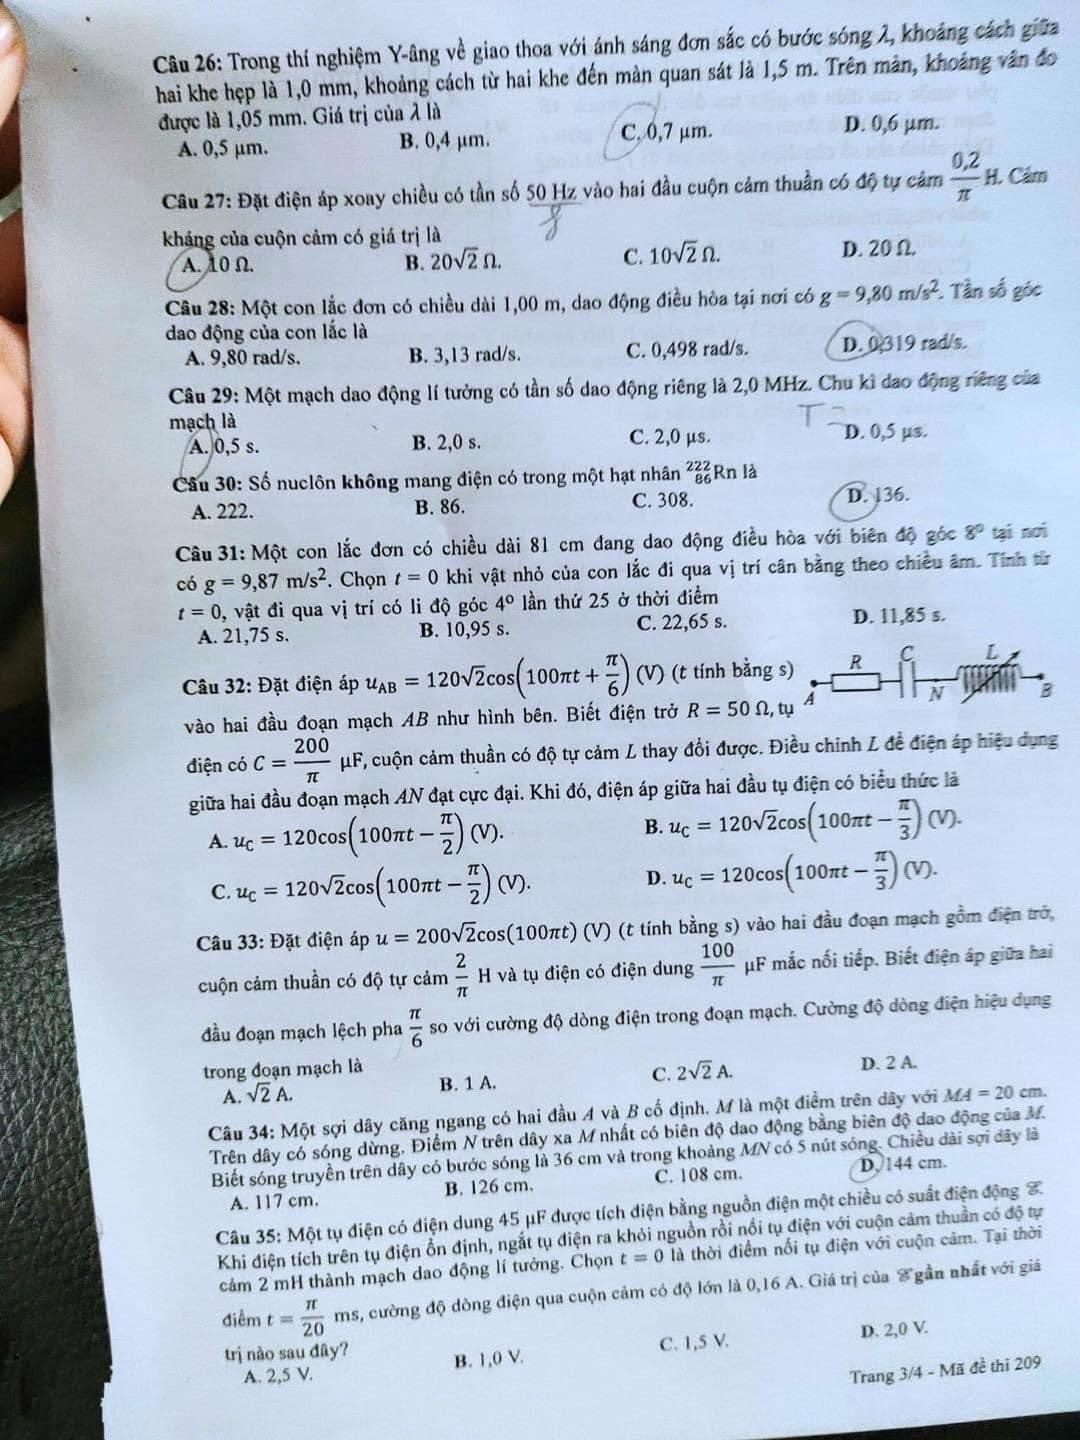 Câu 26: Trong thí nghiệm Y-âng về giao thoa với ánh sáng đơn sắc có bước sóng λ, khoảng cách giữa
hai khe hẹp là 1,0 mm, khoảng cách từ hai khe đến màn quan sát là 1,5 m. Trên màn, khoảng vân đo
được là 1,05 mm. Giá trị của λ là
A. 0,5 μm. B. 0,4 μm. C. 0,7 μm. D. 0,6 μm.
Câu 27: Đặt điện áp xoay chiều có tần số 50 Hz vào hai đầu cuộn cảm thuần có độ tự cảm 0,2/π H. Cảm
kháng của cuộn cảm có giá trị là
A. 10 Ω. B. 20√2 Ω. C. 10√2 Ω. D. 20 Ω.
Câu 28: Một con lắc đơn có chiều dài 1,00 m, dao động điều hòa tại nơi có g = 9,80 m/s². Tần số góc
dao động của con lắc là
A. 9,80 rad/s. B. 3,13 rad/s. C. 0,498 rad/s. D. 0,319 rad/s.
Câu 29: Một mạch dao động lí tưởng có tần số dao động riêng là 2,0 MHz. Chu kì dao động riêng của
mạch là
A. 0,5 s. B. 2,0 s. C. 2,0 μs. D. 0,5 μs.
Câu 30: Số nuclôn không mang điện có trong một hạt nhân ²²²₈₆Rn là
A. 222. B. 86. C. 308. D. 136.
Câu 31: Một con lắc đơn có chiều dài 81 cm đang dao động điều hòa với biên độ góc 8⁰ tại nơi
có g = 9,87 m/s². Chọn t = 0 khi vật nhỏ của con lắc đi qua vị trí cân bằng theo chiều âm. Tính từ
t = 0, vật đi qua vị trí có li độ góc 4⁰ lần thứ 25 ở thời điểm
A. 21,75 s. B. 10,95 s. C. 22,65 s. D. 11,85 s.
Câu 32: Đặt điện áp u_AB = 120√2cos(100πt + π/6) (V) (t tính bằng s)
R C L
A N B
vào hai đầu đoạn mạch AB như hình bên. Biết điện trở R = 50 Ω, tụ
điện có C = 200/π μF, cuộn cảm thuần có độ tự cảm L thay đổi được. Điều chỉnh L để điện áp hiệu dụng
giữa hai đầu đoạn mạch AN đạt cực đại. Khi đó, điện áp giữa hai đầu tụ điện có biểu thức là
A. u_C = 120cos(100πt − π/2) (V). B. u_C = 120√2cos(100πt − π/3) (V).
C. u_C = 120√2cos(100πt − π/2) (V). D. u_C = 120cos(100πt − π/3) (V).
Câu 33: Đặt điện áp u = 200√2cos(100πt) (V) (t tính bằng s) vào hai đầu đoạn mạch gồm điện trở,
cuộn cảm thuần có độ tự cảm 2/π H và tụ điện có điện dung 100/π μF mắc nối tiếp. Biết điện áp giữa hai
đầu đoạn mạch lệch pha π/6 so với cường độ dòng điện trong đoạn mạch. Cường độ dòng điện hiệu dụng
trong đoạn mạch là
A. √2 A. B. 1 A. C. 2√2 A. D. 2 A.
Câu 34: Một sợi dây căng ngang có hai đầu A và B cố định. M là một điểm trên dây với MA = 20 cm.
Trên dây có sóng dừng. Điểm N trên dây xa M nhất có biên độ dao động bằng biên độ dao động của M.
Biết sóng truyền trên dây có bước sóng là 36 cm và trong khoảng MN có 5 nút sóng. Chiều dài sợi dây là
A. 117 cm. B. 126 cm. C. 108 cm. D. 144 cm.
Câu 35: Một tụ điện có điện dung 45 μF được tích điện bằng nguồn điện một chiều có suất điện động ℰ.
Khi điện tích trên tụ điện ổn định, ngắt tụ điện ra khỏi nguồn rồi nối tụ điện với cuộn cảm thuần có độ tự
cảm 2 mH thành mạch dao động lí tưởng. Chọn t = 0 là thời điểm nối tụ điện với cuộn cảm. Tại thời
điểm t = π/20 ms, cường độ dòng điện qua cuộn cảm có độ lớn là 0,16 A. Giá trị của ℰ gần nhất với giá
trị nào sau đây?
A. 2,5 V. B. 1,0 V. C. 1,5 V. D. 2,0 V.
Trang 3/4 - Mã đề thi 209